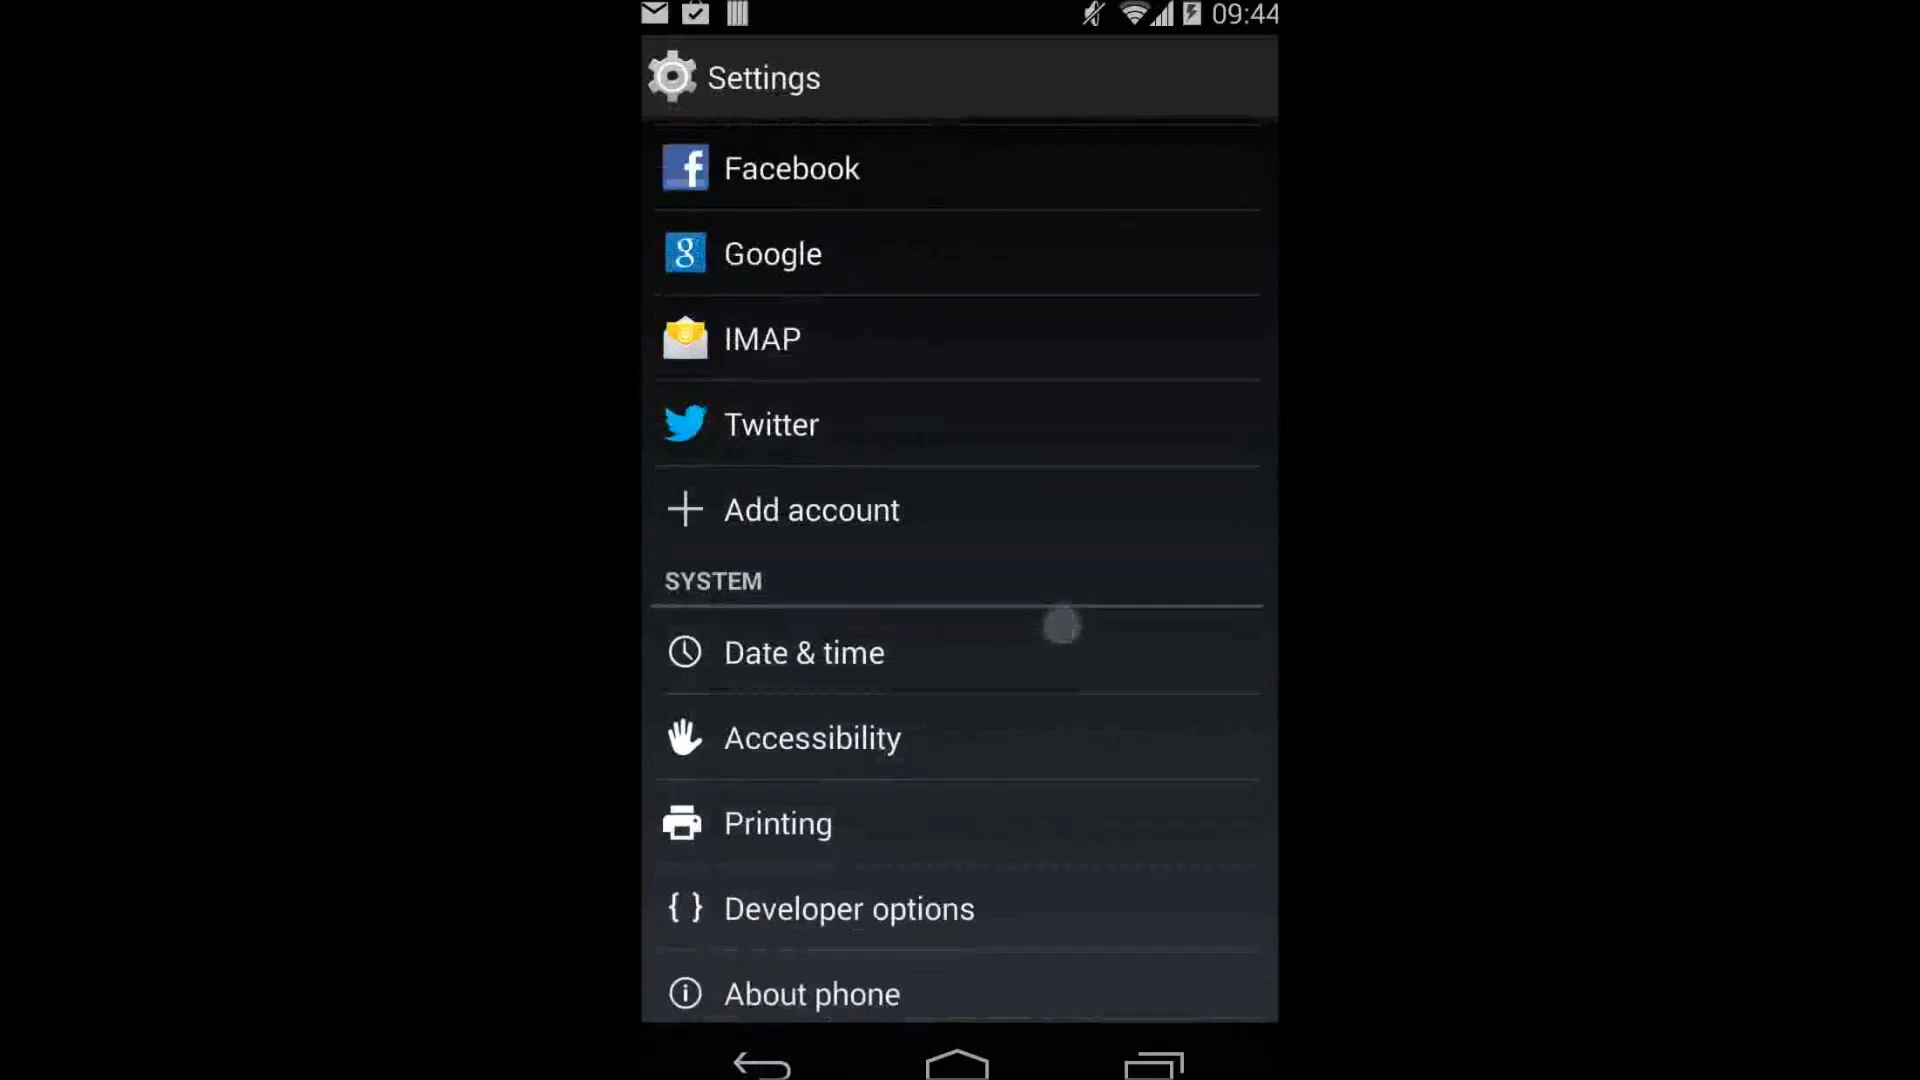 09:44
Settings
Facebook
Google
IMAP
Twitter
Add account
SYSTEM
Date & time
Accessibility
Printing
{ } Developer options
About phone